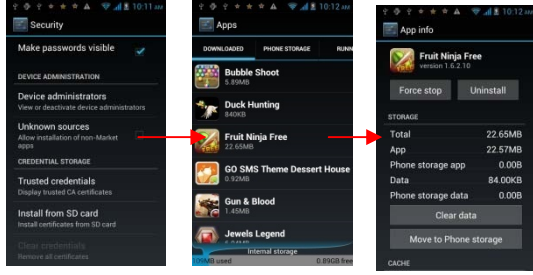 10:11 AM
Security
Make passwords visible
DEVICE ADMINISTRATION
Device administrators
View or deactivate device administrators
Unknown sources
Allow installation of non-Market
apps
CREDENTIAL STORAGE
Trusted credentials
Display trusted CA certificates
Install from SD card
Install certificates from SD card
Clear credentials
Remove all certificates
10:12 AM
Apps
DOWNLOADED PHONE STORAGE RUNN
Bubble Shoot
5.89MB
Duck Hunting
840KB
Fruit Ninja Free
22.65MB
GO SMS Theme Dessert House
0.92MB
Gun & Blood
1.45MB
Jewels Legend
Internal storage
109MB used 0.89GB free
10:12 AM
App info
Fruit Ninja Free
version 1.6.2.10
Force stop Uninstall
STORAGE
Total 22.65MB
App 22.57MB
Phone storage app 0.00B
Data 84.00KB
Phone storage data 0.00B
Clear data
Move to Phone storage
CACHE